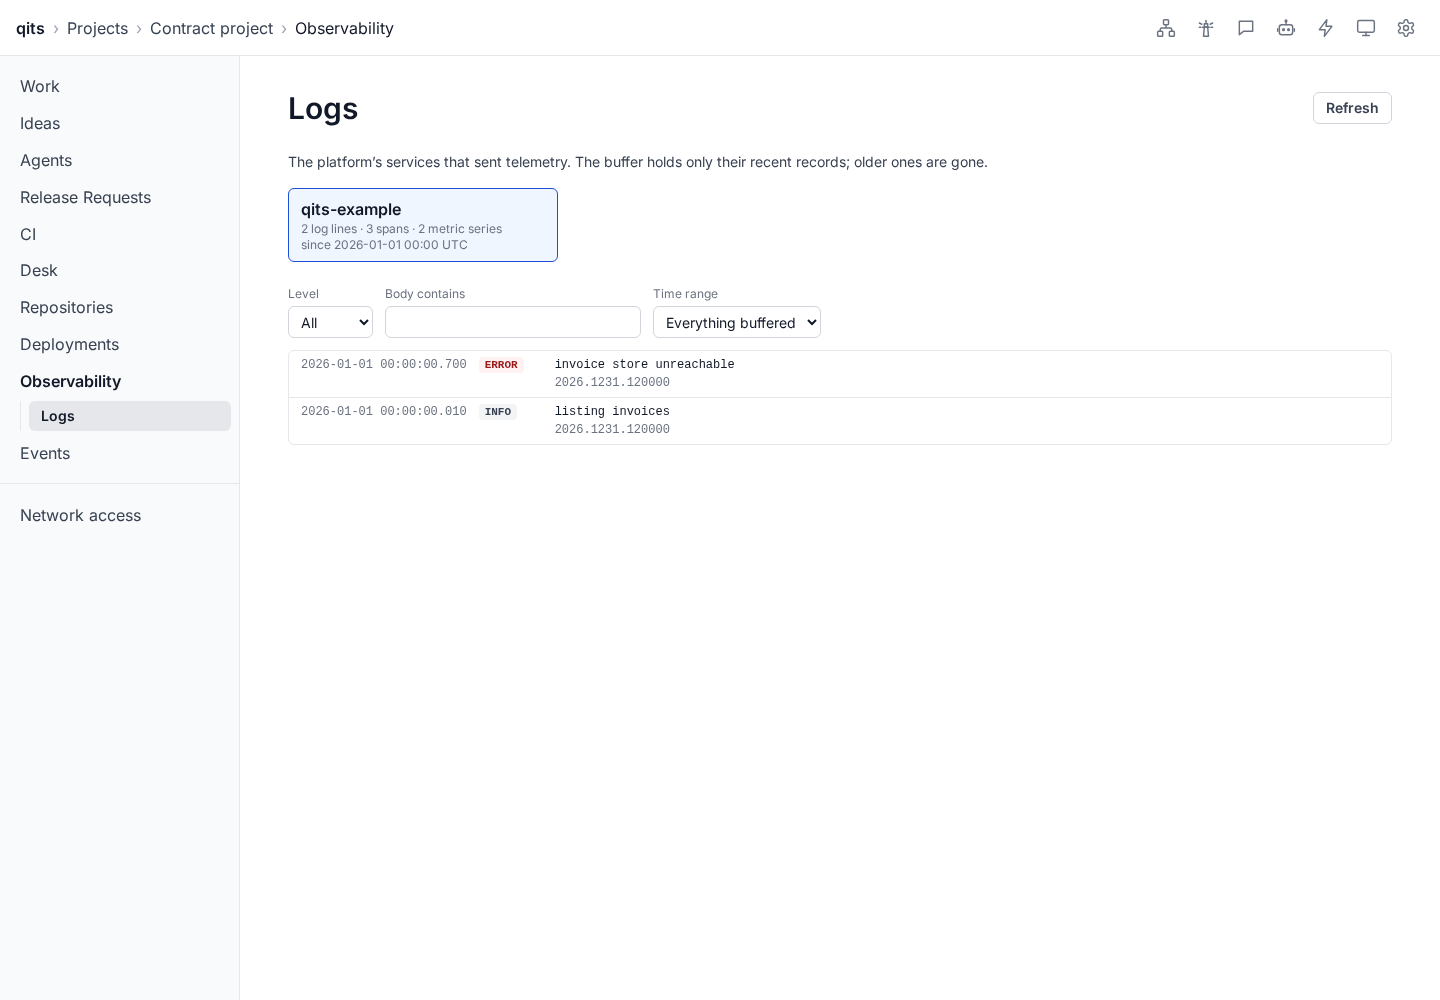 qits › Projects › Contract project › Observability
Work
Ideas
Agents
Release Requests
CI
Desk
Repositories
Deployments
Observability
Logs
Events
Network access
Logs
Refresh
The platform’s services that sent telemetry. The buffer holds only their recent records; older ones are gone.
qits-example
2 log lines · 3 spans · 2 metric series
since 2026-01-01 00:00 UTC
Level Body contains Time range
All Everything buffered
2026-01-01 00:00:00.700 ERROR invoice store unreachable
2026.1231.120000
2026-01-01 00:00:00.010 INFO listing invoices
2026.1231.120000